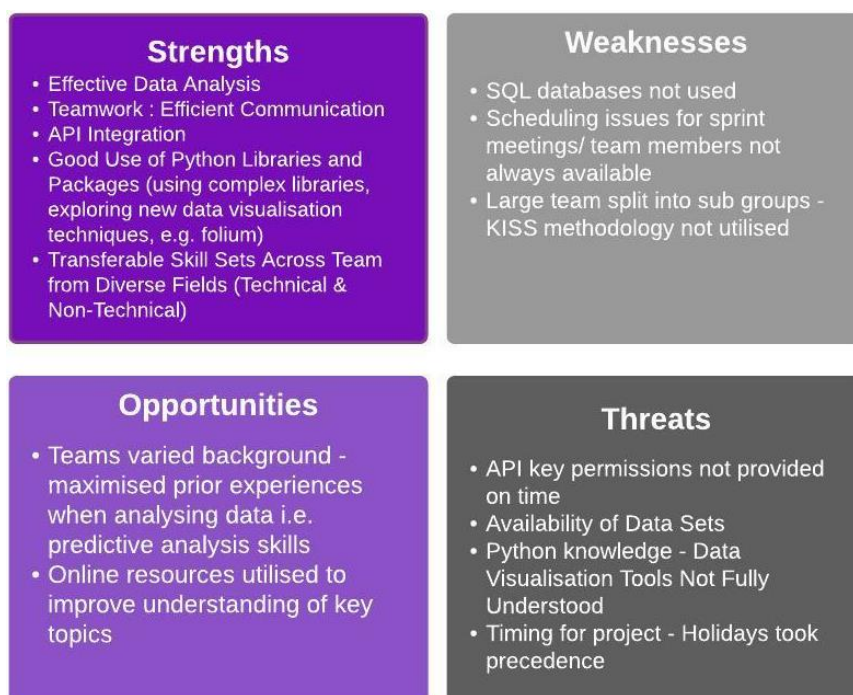 Strengths
• Effective Data Analysis
• Teamwork : Efficient Communication
• API Integration
• Good Use of Python Libraries and
Packages (using complex libraries,
exploring new data visualisation
techniques, e.g. folium)
• Transferable Skill Sets Across Team
from Diverse Fields (Technical &
Non-Technical)
Weaknesses
• SQL databases not used
• Scheduling issues for sprint
meetings/ team members not
always available
• Large team split into sub groups -
KISS methodology not utilised
Opportunities
• Teams varied background -
maximised prior experiences
when analysing data i.e.
predictive analysis skills
• Online resources utilised to
improve understanding of key
topics
Threats
• API key permissions not provided
on time
• Availability of Data Sets
• Python knowledge - Data
Visualisation Tools Not Fully
Understood
• Timing for project - Holidays took
precedence